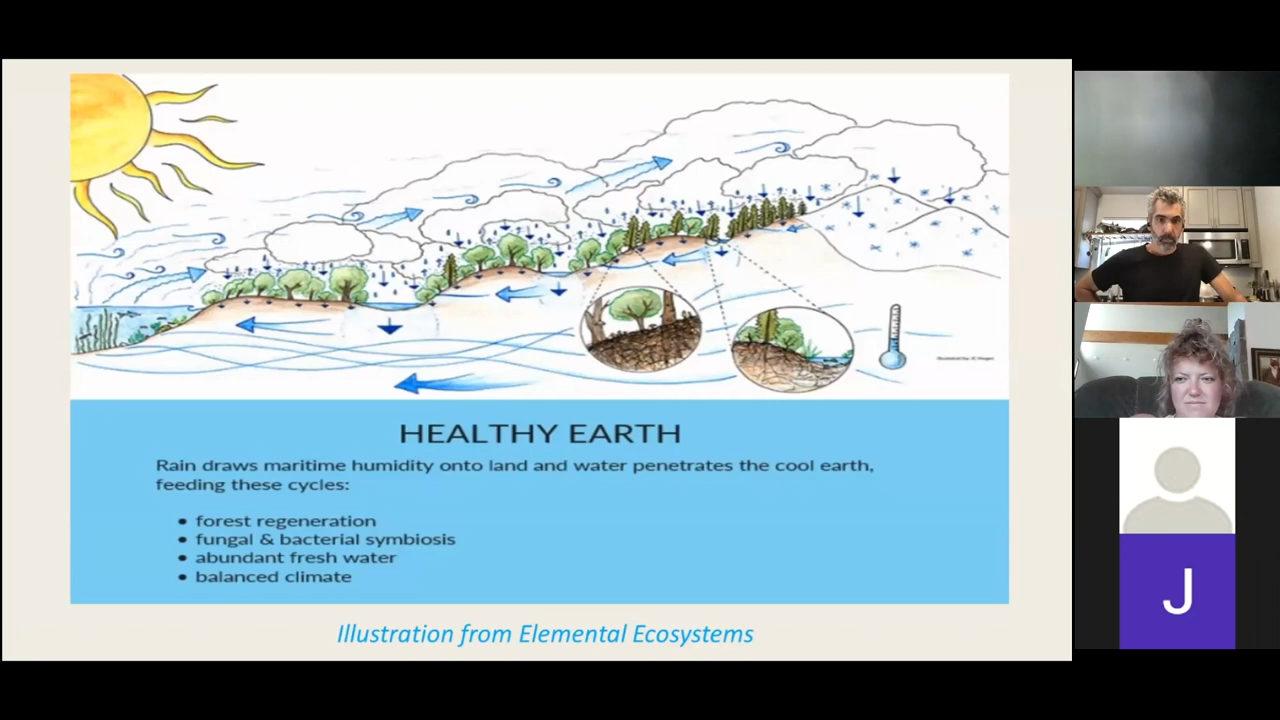 HEALTHY EARTH
Rain draws maritime humidity onto land and water penetrates the cool earth,
feeding these cycles:
• forest regeneration
• fungal & bacterial symbiosis
• abundant fresh water
• balanced climate
Illustration from Elemental Ecosystems
J